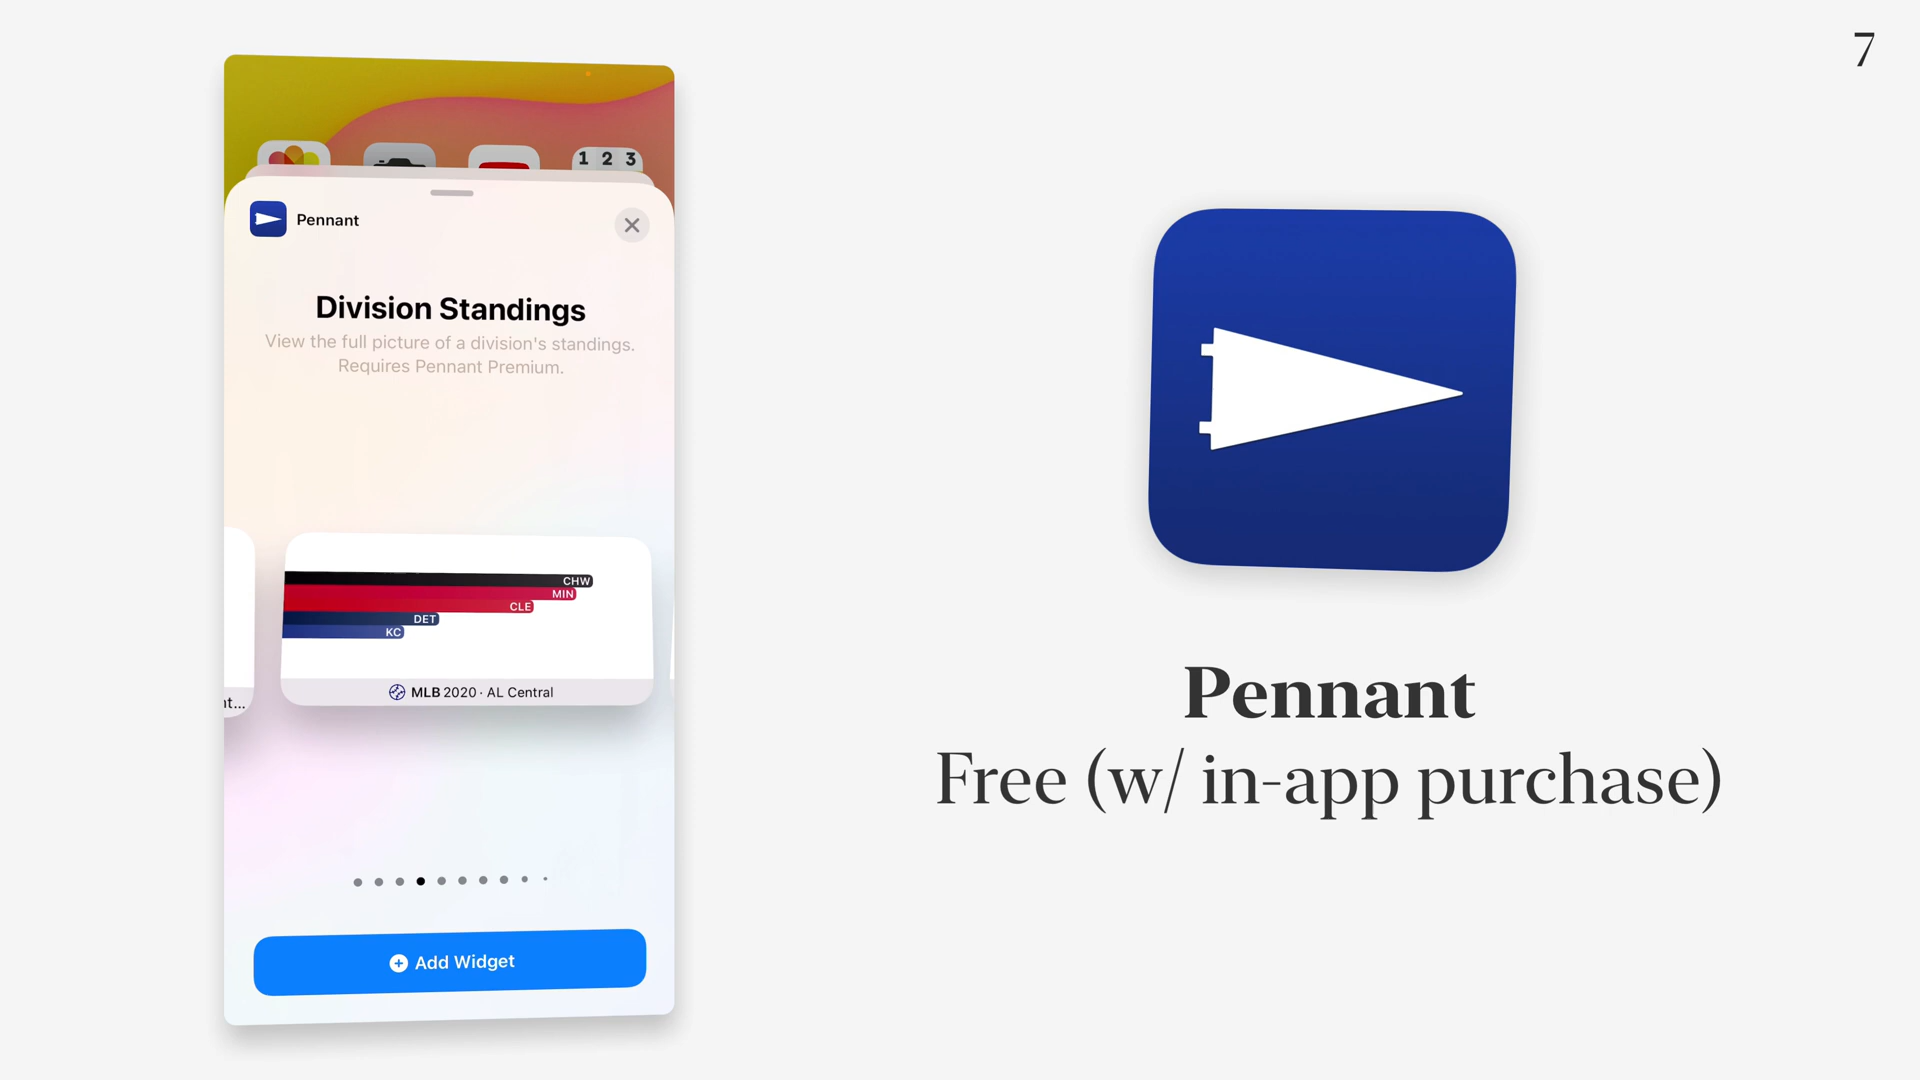 7
1 2 3
Pennant
Division Standings
View the full picture of a division's standings.
Requires Pennant Premium.
CHW
MIN
CLE
DET
KC
nt...
MLB 2020 · AL Central
Add Widget
Pennant
Free (w/ in-app purchase)